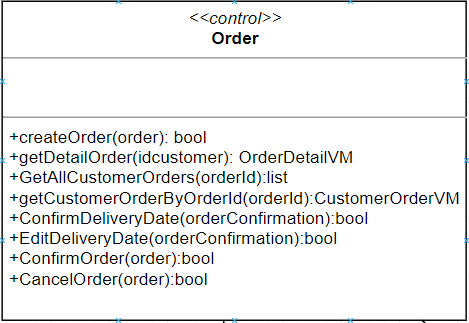 <<control>>
Order
+createOrder(order): bool
+getDetailOrder(idcustomer): OrderDetailVM
+GetAllCustomerOrders(orderId):list
+getCustomerOrderByOrderId(orderId):CustomerOrderVM
+ConfirmDeliveryDate(orderConfirmation):bool
+EditDeliveryDate(orderConfirmation):bool
+ConfirmOrder(order):bool
+CancelOrder(order):bool